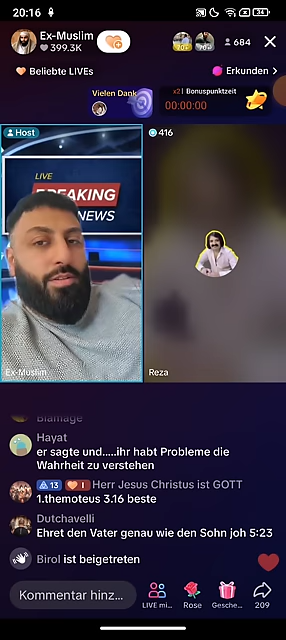 20:16
34
Ex-Muslim
399.3K
20+
20+
684
Beliebte LIVEs
Erkunden
Vielen Dank
x2 | Bonuspunktzeit
00:00:00
Host
416
LIVE
BREAKING
NEWS
Ex-Muslim
Reza
Hayat
er sagte und.....ihr habt Probleme die
Wahrheit zu verstehen
13 I Herr Jesus Christus ist GOTT
1.themoteus 3.16 beste
Dutchavelli
Ehret den Vater genau wie den Sohn joh 5:23
Birol ist beigetreten
Kommentar hinz...
LIVE mi...
Rose
Gesche...
209